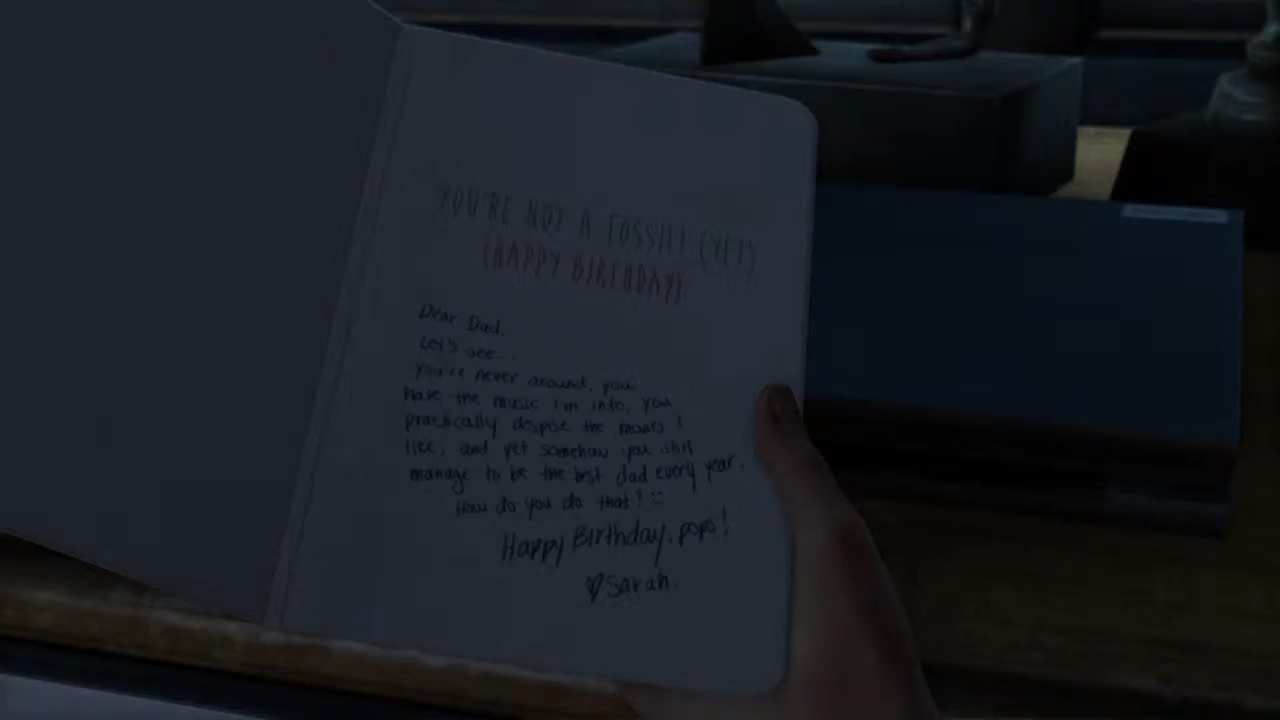 YOU'RE NOT A FOSSIL! (YET)
(HAPPY BIRTHDAY)
Dear Dad,
Let's see...
you're never around, you
hate the music i'm into, you
practically despise the movies i
like, and yet somehow you still
manage to be the best dad every year.
How do you do that? :)
Happy Birthday, pops!
♡ Sarah.